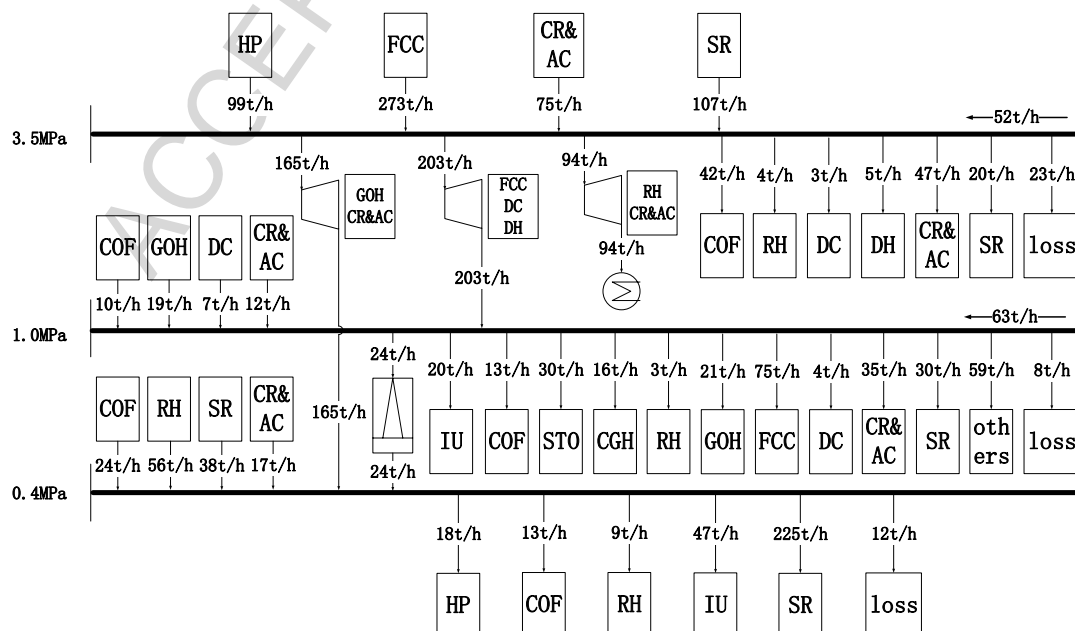 HP
FCC
CR&
AC
SR
99t/h
273t/h
75t/h
107t/h
52t/h
3.5MPa
165t/h
203t/h
94t/h
42t/h
4t/h
3t/h
5t/h
47t/h
20t/h
23t/h
GOH
CR&AC
FCC
DC
DH
RH
CR&AC
COF
GOH
DC
CR&
AC
COF
RH
DC
DH
CR&
AC
SR
loss
94t/h
203t/h
10t/h
19t/h
7t/h
12t/h
63t/h
1.0MPa
24t/h
20t/h
13t/h
30t/h
16t/h
3t/h
21t/h
75t/h
4t/h
35t/h
30t/h
59t/h
8t/h
COF
RH
SR
CR&
AC
165t/h
IU
COF
STO
CGH
RH
GOH
FCC
DC
CR&
AC
SR
oth
ers
loss
24t/h
56t/h
38t/h
17t/h
24t/h
0.4MPa
18t/h
13t/h
9t/h
47t/h
225t/h
12t/h
HP
COF
RH
IU
SR
loss
ACCE